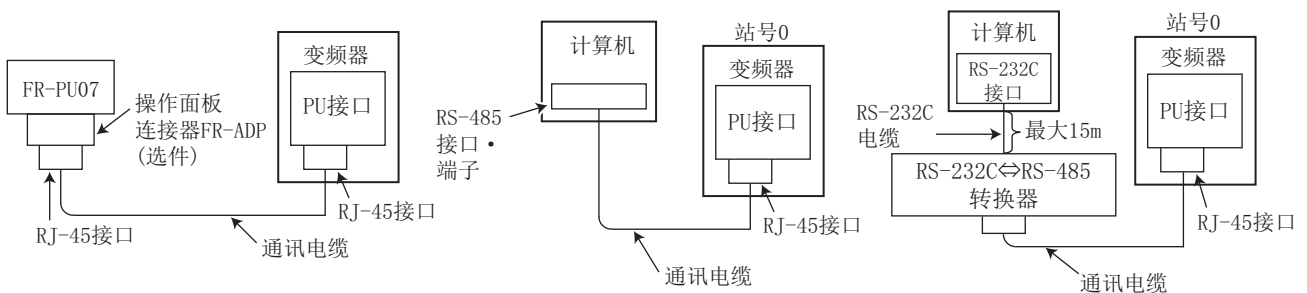 FR-PU07
操作面板
连接器FR-ADP
(选件)
变频器
PU接口
RJ-45接口
RJ-45接口
通讯电缆
计算机
RS-485
接口・
端子
站号0
变频器
PU接口
RJ-45接口
通讯电缆
计算机
RS-232C
接口
RS-232C
电缆
最大15m
RS-232C⇔RS-485
转换器
站号0
变频器
PU接口
RJ-45接口
通讯电缆